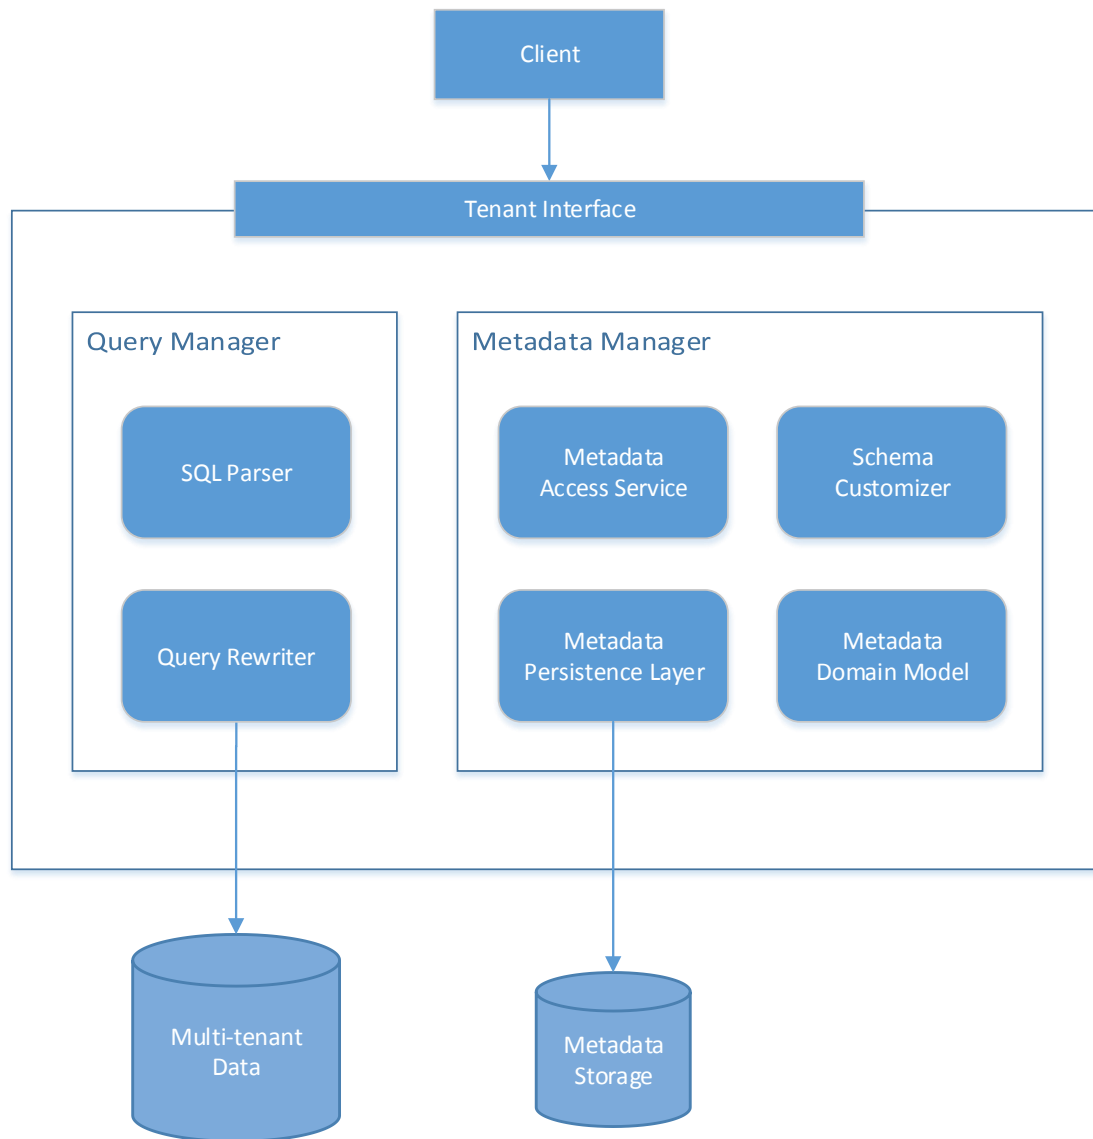 Client
Tenant Interface
Query Manager
Metadata Manager
SQL Parser
Metadata
Access Service
Schema
Customizer
Query Rewriter
Metadata
Persistence Layer
Metadata
Domain Model
Multi-tenant
Data
Metadata
Storage